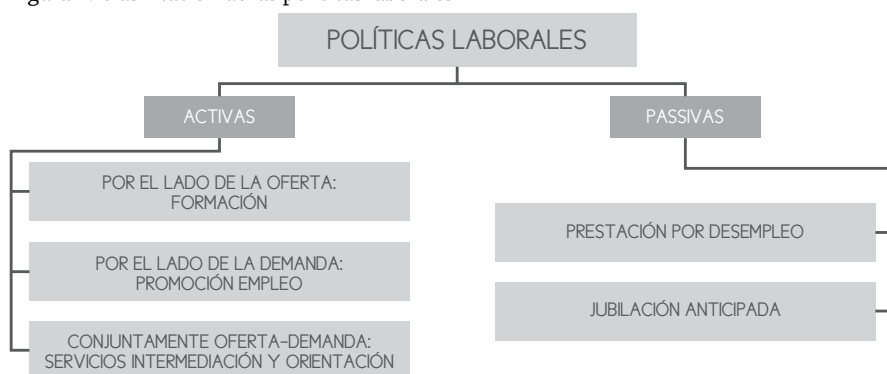 POLÍTICAS LABORALES
ACTIVAS
PASSIVAS
POR EL LADO DE LA OFERTA:
FORMACIÓN
POR EL LADO DE LA DEMANDA:
PROMOCIÓN EMPLEO
CONJUNTAMENTE OFERTA-DEMANDA:
SERVICIOS INTERMEDIACIÓN Y ORIENTACIÓN
PRESTACIÓN POR DESEMPLEO
JUBILACIÓN ANTICIPADA